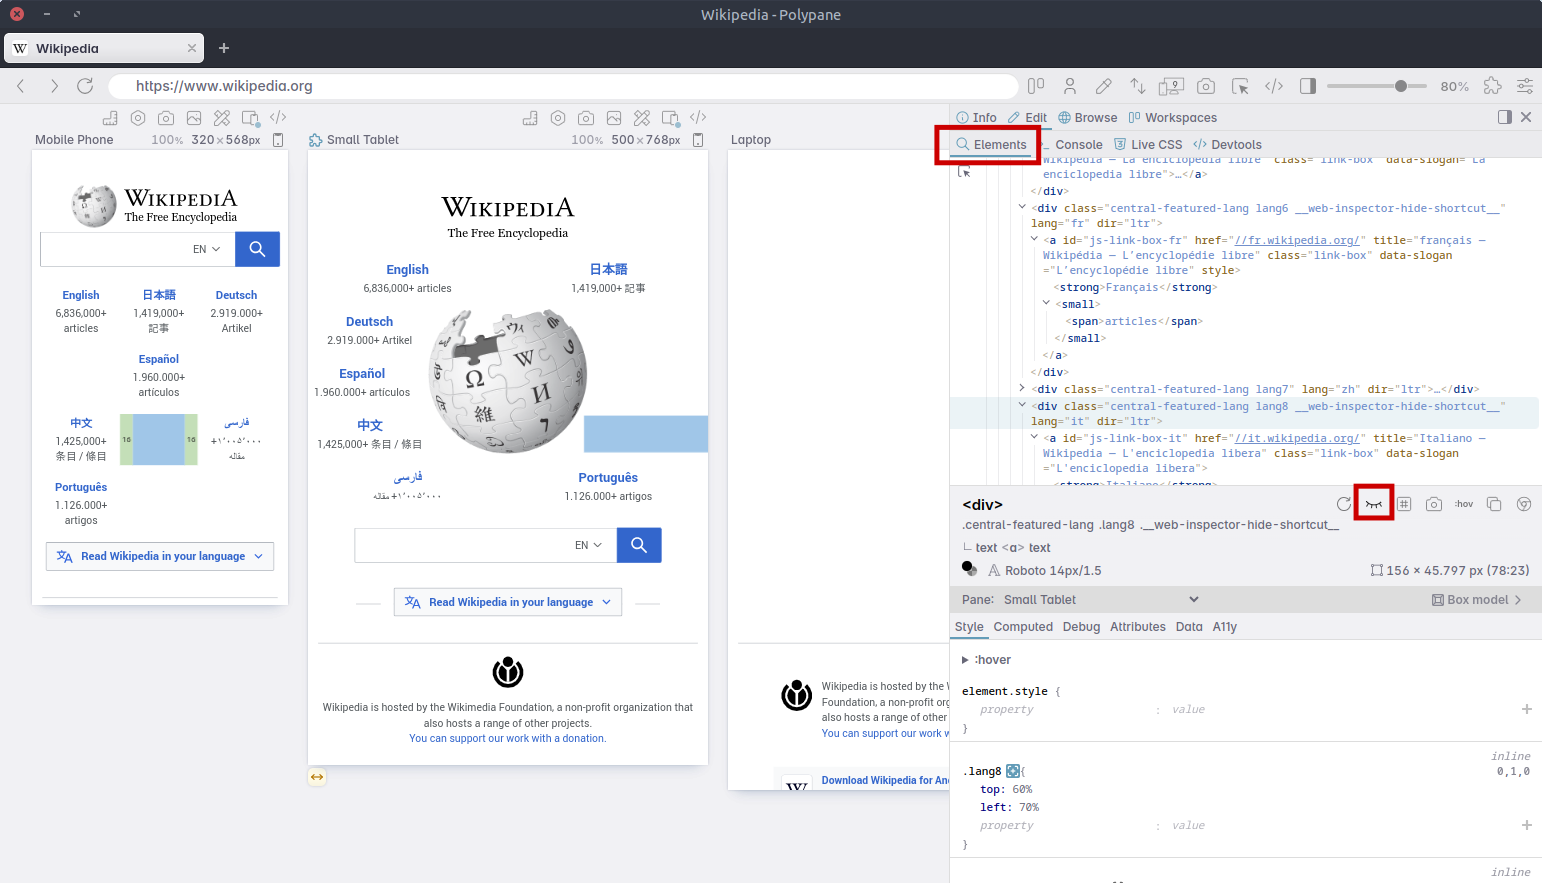 Wikipedia - Polypane
Wikipedia
https://www.wikipedia.org
9
80%
Info
Edit
Browse
Workspaces
Elements
Console
Live CSS
Devtools
Mobile Phone
100%
320×568px
Small Tablet
100%
500×768px
Laptop
WIKIPEDIA
The Free Encyclopedia
EN
English
6,836,000+
articles
日本語
1,419,000+
記事
Deutsch
2.919.000+
Artikel
Español
1.960.000+
artículos
中文
1,425,000+
条目 / 條目
16
16
فارسی
۱٬۰۰۵٬۰۰۰+
مقاله
Português
1.126.000+
artigos
Read Wikipedia in your language
WIKIPEDIA
The Free Encyclopedia
English
6,836,000+ articles
日本語
1,419,000+ 記事
Deutsch
2.919.000+ Artikel
Español
1.960.000+ artículos
中文
1,425,000+ 条目 / 條目
Ω
W
И
維
فارسی
۱٬۰۰۵٬۰۰۰+ مقاله
Português
1.126.000+ artigos
EN
Read Wikipedia in your language
Wikipedia is hosted by the Wikimedia Foundation, a non-profit organization that
also hosts a range of other projects.
You can support our work with a donation.
Wikipedia is hosted by the W
Foundation, a non-profit org
also hosts a range of other
You can support our work w
Download Wikipedia for And
Wikipedia — La enciclopedia libre" class="link-box" data-slogan="La
enciclopedia libre">…</a>
</div>
<div class="central-featured-lang lang6 __web-inspector-hide-shortcut__"
lang="fr" dir="ltr">
<a id="js-link-box-fr" href="//fr.wikipedia.org/" title="français —
Wikipédia — L'encyclopédie libre" class="link-box" data-slogan
="L'encyclopédie libre" style>
<strong>Français</strong>
<small>
<span>articles</span>
</small>
</a>
</div>
<div class="central-featured-lang lang7" lang="zh" dir="ltr">…</div>
<div class="central-featured-lang lang8 __web-inspector-hide-shortcut__"
lang="it" dir="ltr">
<a id="js-link-box-it" href="//it.wikipedia.org/" title="Italiano —
Wikipedia — L'enciclopedia libera" class="link-box" data-slogan
="L'enciclopedia libera">
<strong>Italiano</strong>
<div>
:hov
.central-featured-lang .lang8 .__web-inspector-hide-shortcut__
text <a> text
Roboto 14px/1.5
156 × 45.797 px (78:23)
Pane: Small Tablet
Box model
Style
Computed
Debug
Attributes
Data
A11y
:hover
element.style {
property : value
}
inline
.lang8 {
0,1,0
top: 60%
left: 70%
property : value
}
inline